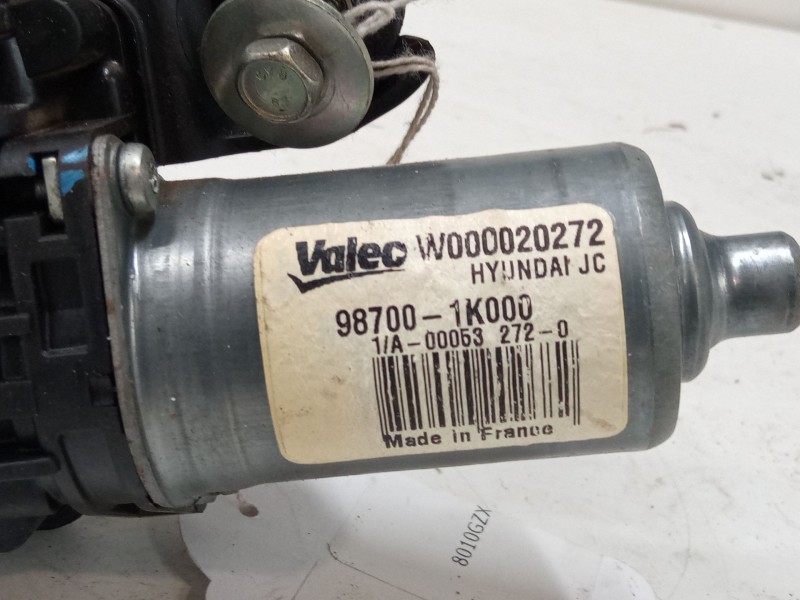 Valeo W000020272
HYUNDAI JC
98700-1K000
1/A-00053 272-0
Made in France
8010GZX